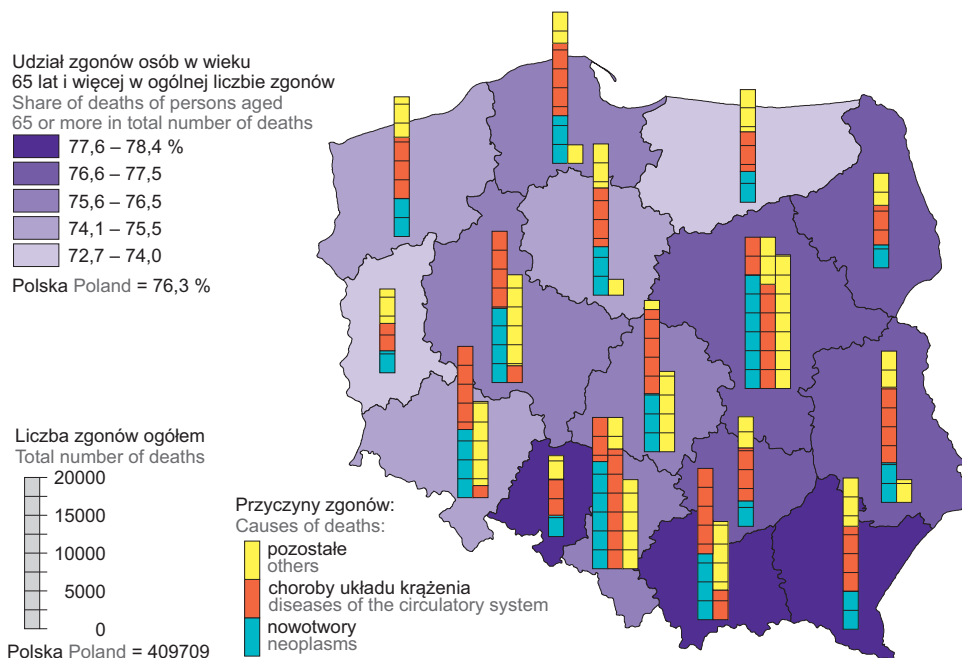 Udział zgonów osób w wieku
65 lat i więcej w ogólnej liczbie zgonów
Share of deaths of persons aged
65 or more in total number of deaths
77,6 – 78,4 %
76,6 – 77,5
75,6 – 76,5
74,1 – 75,5
72,7 – 74,0
Polska Poland = 76,3 %
Liczba zgonów ogółem
Total number of deaths
20000
15000
10000
5000
0
Polska Poland = 409709
Przyczyny zgonów:
Causes of deaths:
pozostałe
others
choroby układu krążenia
diseases of the circulatory system
nowotwory
neoplasms